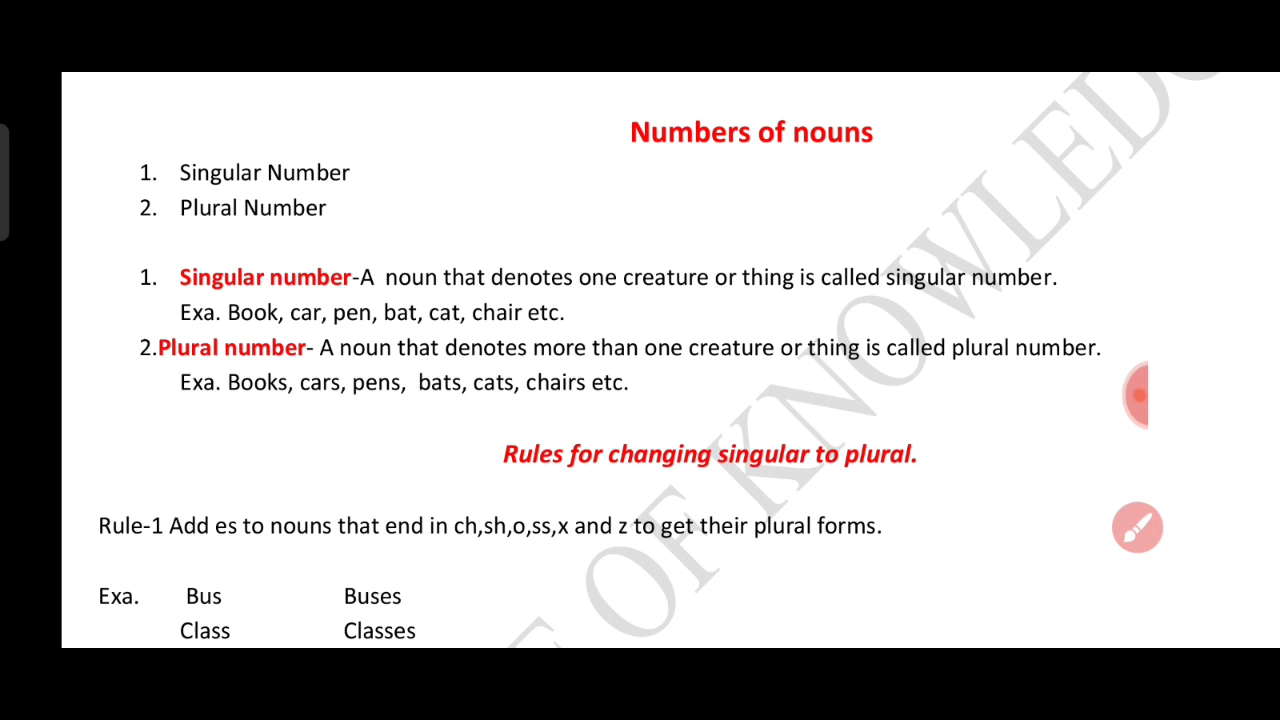 Numbers of nouns
1. Singular Number
2. Plural Number
1. Singular number-A noun that denotes one creature or thing is called singular number.
Exa. Book, car, pen, bat, cat, chair etc.
2.Plural number- A noun that denotes more than one creature or thing is called plural number.
Exa. Books, cars, pens, bats, cats, chairs etc.
Rules for changing singular to plural.
Rule-1 Add es to nouns that end in ch,sh,o,ss,x and z to get their plural forms.
Exa. Bus Buses
Class Classes
OF KNOWLEDG